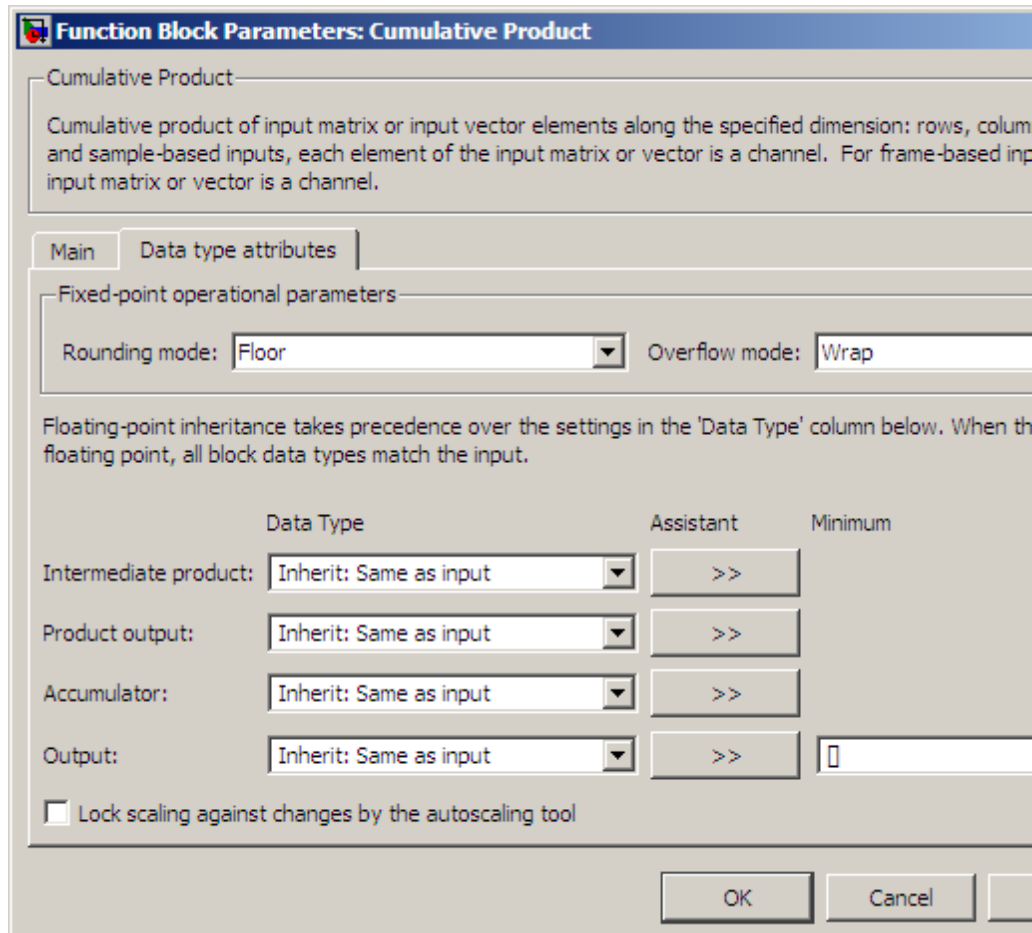 Function Block Parameters: Cumulative Product
Cumulative Product
Cumulative product of input matrix or input vector elements along the specified dimension: rows,
and sample-based inputs, each element of the input matrix or vector is a channel. For frame-based
input matrix or vector is a channel.
Main Data type attributes
Fixed-point operational parameters
Rounding mode: Floor Overflow mode: Wrap
Floating-point inheritance takes precedence over the settings in the 'Data Type' column below. When
floating point, all block data types match the input.
Data Type Assistant Minimum
Intermediate product: Inherit: Same as input >>
Product output: Inherit: Same as input >>
Accumulator: Inherit: Same as input >>
Output: Inherit: Same as input >> []
Lock scaling against changes by the autoscaling tool
OK Cancel